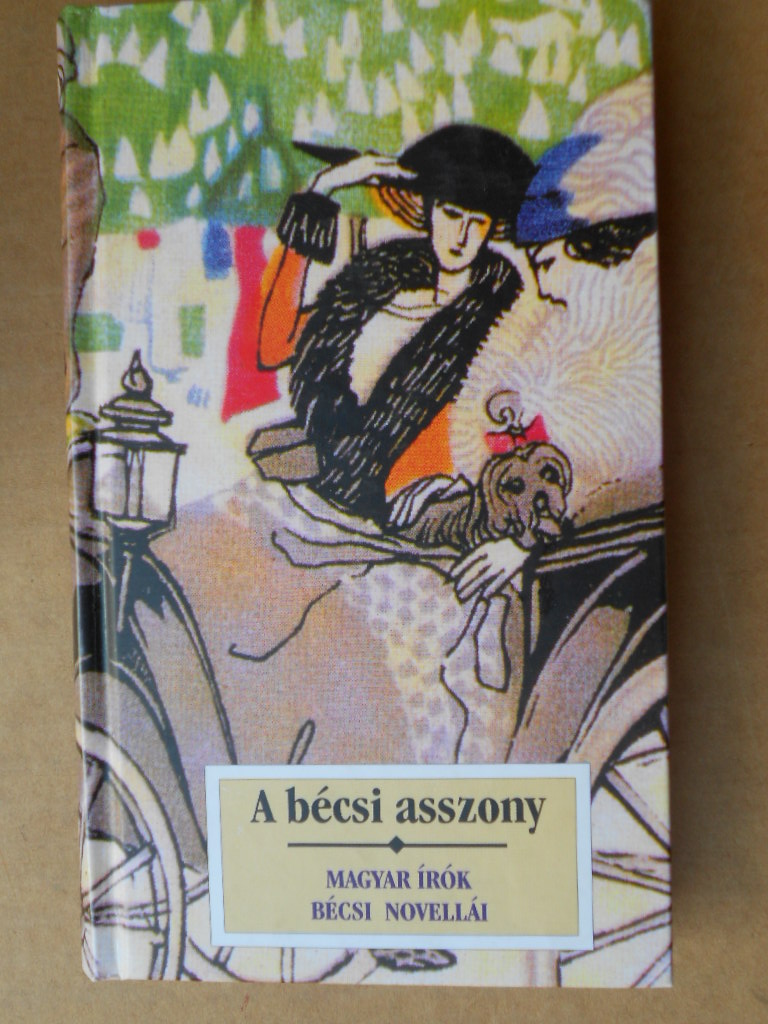 A bécsi asszony
MAGYAR ÍRÓK
BÉCSI NOVELLÁI